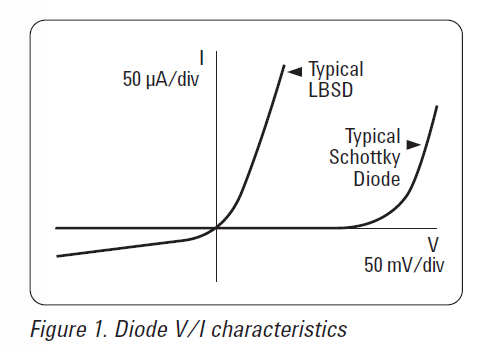 I
50 µA/div
Typical
LBSD
Typical
Schottky
Diode
V
50 mV/div
Figure 1. Diode V/I characteristics